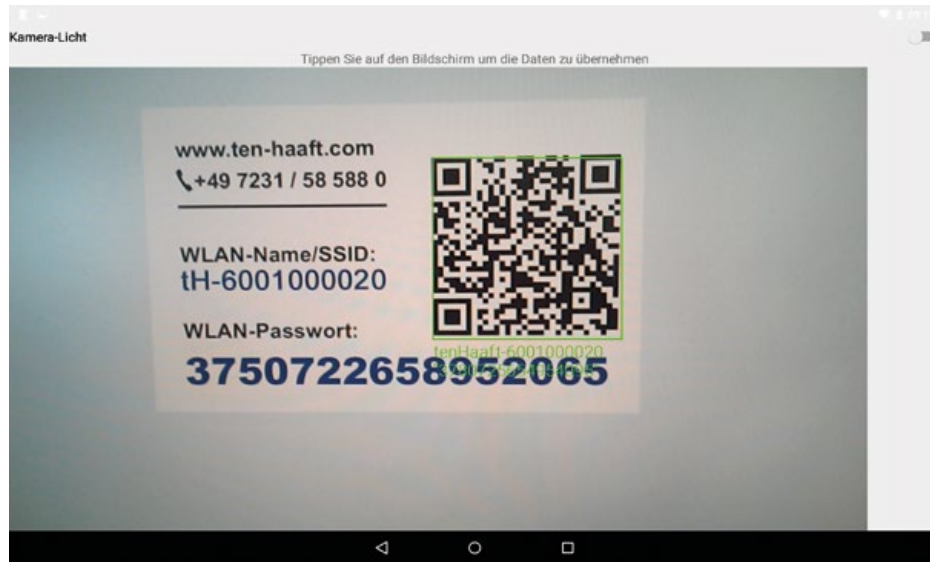 Kamera-Licht
Tippen Sie auf den Bildschirm um die Daten zu übernehmen
www.ten-haaft.com
+49 7231 / 58 588 0
WLAN-Name/SSID:
tH-6001000020
WLAN-Passwort:
tenHaaft-6001000020
3750722658952065